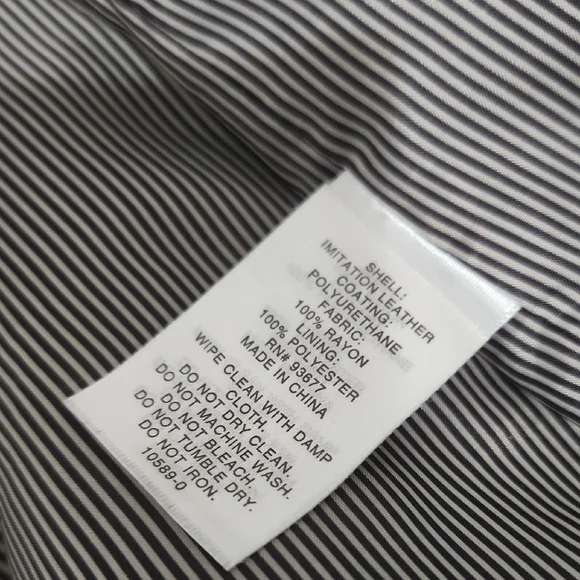 SHELL:
IMITATION LEATHER
COATING:
POLYURETHANE
FABRIC:
100% RAYON
LINING:
100% POLYESTER
RN# 93677
MADE IN CHINA
WIPE CLEAN WITH DAMP
CLOTH.
DO NOT DRY CLEAN.
DO NOT MACHINE WASH.
DO NOT BLEACH.
DO NOT TUMBLE DRY.
DO NOT IRON.
10589-0